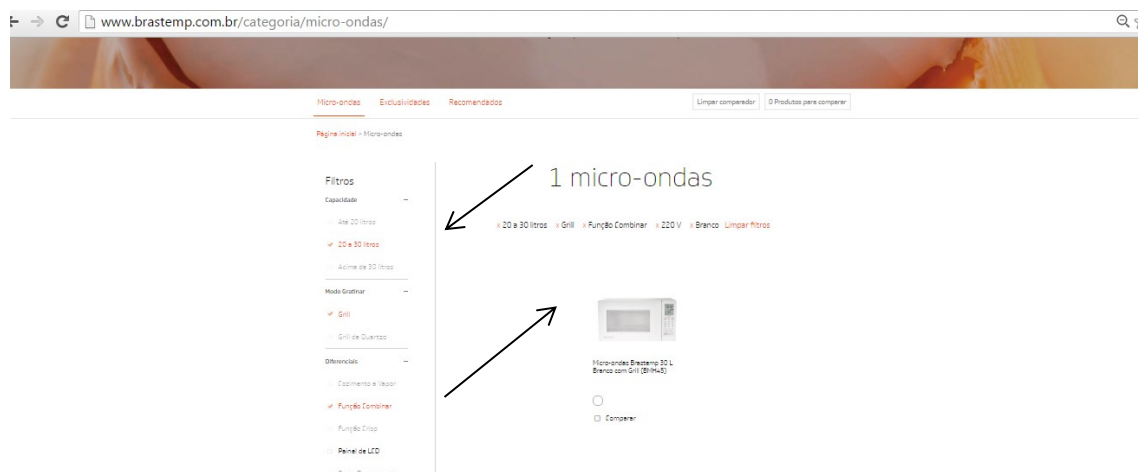 www.brastemp.com.br/categoria/micro-ondas/
Micro-ondas Exclusividades Recomendados
Limpar comparador
0 Produtos para comparar
Página inicial > Micro-ondas
Filtros
Capacidade
Até 20 litros
20 a 30 litros
Acima de 30 litros
Modo Gratinar
Grill
Grill de Quartzo
Diferenciais
Cozimento a Vapor
Função Combinar
Função Crisp
Painel de LCD
1 micro-ondas
x 20 a 30 litros x Grill x Função Combinar x 220 V x Branco Limpar filtros
Micro-ondas Brastemp 30 L
Branco com Grill (BMH45)
Comparar